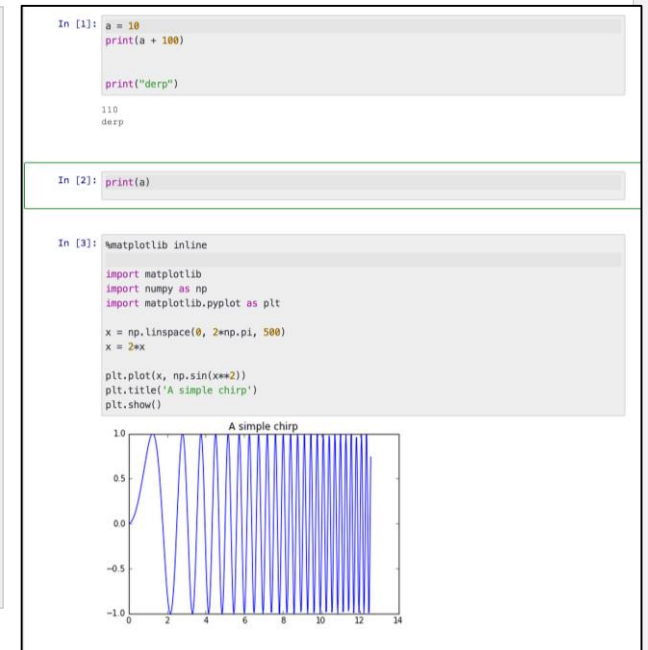 In [1]: a = 10
print(a + 100)
print("derp")
110
derp
In [2]: print(a)
In [3]: %matplotlib inline
import matplotlib
import numpy as np
import matplotlib.pyplot as plt
x = np.linspace(0, 2*np.pi, 500)
x = 2*x
plt.plot(x, np.sin(x**2))
plt.title('A simple chirp')
plt.show()
A simple chirp
1.0
0.5
0.0
−0.5
−1.0
0 2 4 6 8 10 12 14